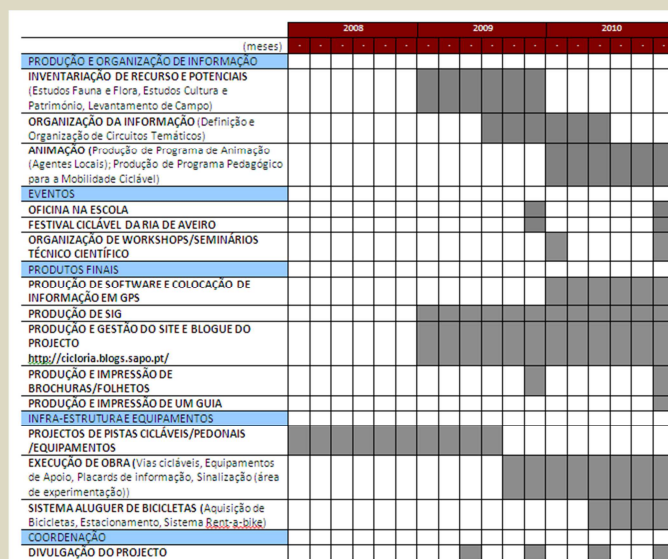 2008 2009 2010
(meses)
PRODUÇÃO E ORGANIZAÇÃO DE INFORMAÇÃO
INVENTARIAÇÃO DE RECURSO E POTENCIAIS
(Estudos Fauna e Flora, Estudos Cultura e
Património, Levantamento de Campo)
ORGANIZAÇÃO DA INFORMAÇÃO (Definição e
Organização de Circuitos Temáticos)
ANIMAÇÃO (Produção de Programa de Animação
(Agentes Locais); Produção de Programa Pedagógico
para a Mobilidade Ciclável)
EVENTOS
OFICINA NA ESCOLA
FESTIVAL CICLÁVEL DA RIA DE AVEIRO
ORGANIZAÇÃO DE WORKSHOPS/SEMINÁRIOS
TÉCNICO CIENTÍFICO
PRODUTOS FINAIS
PRODUÇÃO DE SOFTWARE E COLOCAÇÃO DE
INFORMAÇÃO EM GPS
PRODUÇÃO DE SIG
PRODUÇÃO E GESTÃO DO SITE E BLOGUE DO
PROJECTO
http://cicloria.blogs.sapo.pt/
PRODUÇÃO E IMPRESSÃO DE
BROCHURAS/FOLHETOS
PRODUÇÃO E IMPRESSÃO DE UM GUIA
INFRA-ESTRUTURA E EQUIPAMENTOS
PROJECTOS DE PISTAS CICLÁVEIS/PEDONAIS
/EQUIPAMENTOS
EXECUÇÃO DE OBRA (Vias cicláveis, Equipamentos
de Apoio, Placards de informação, Sinalização (área
de experimentação))
SISTEMA ALUGUER DE BICICLETAS (Aquisição de
Bicicletas, Estacionamento, Sistema Rent-a-bike)
COORDENAÇÃO
DIVULGAÇÃO DO PROJECTO